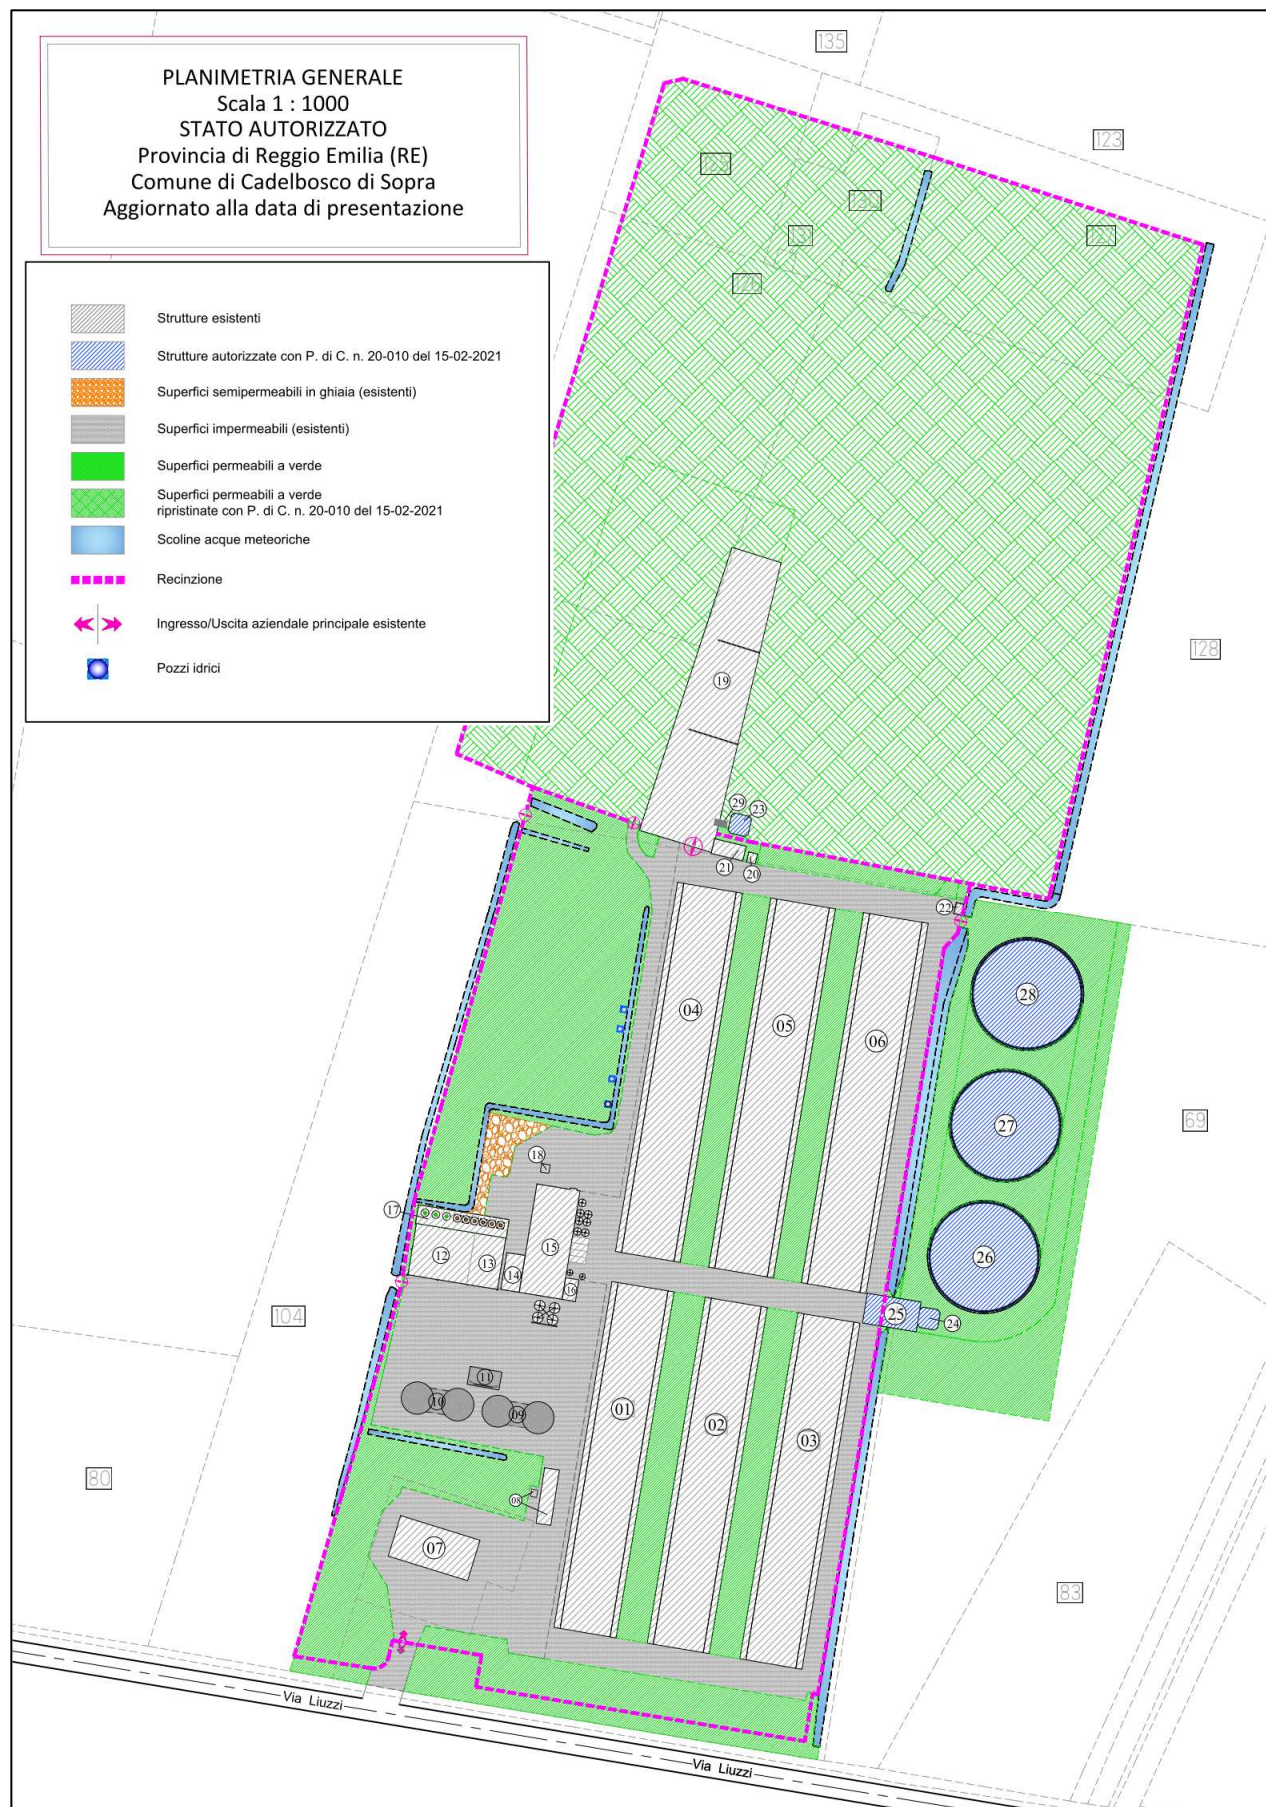 PLANIMETRIA GENERALE
Scala 1 : 1000
STATO AUTORIZZATO
Provincia di Reggio Emilia (RE)
Comune di Cadelbosco di Sopra
Aggiornato alla data di presentazione
Strutture esistenti
Strutture autorizzate con P. di C. n. 20-010 del 15-02-2021
Superfici semipermeabili in ghiaia (esistenti)
Superfici impermeabili (esistenti)
Superfici permeabili a verde
Superfici permeabili a verde
ripristinate con P. di C. n. 20-010 del 15-02-2021
Scoline acque meteoriche
Recinzione
Ingresso/Uscita aziendale principale esistente
Pozzi idrici
135
123
128
19
29
23
21
20
22
04
05
06
28
27
26
69
18
17
12
13
14
15
16
25
24
104
11
10
09
01
02
03
80
08
07
83
Via Liuzzi
Via Liuzzi